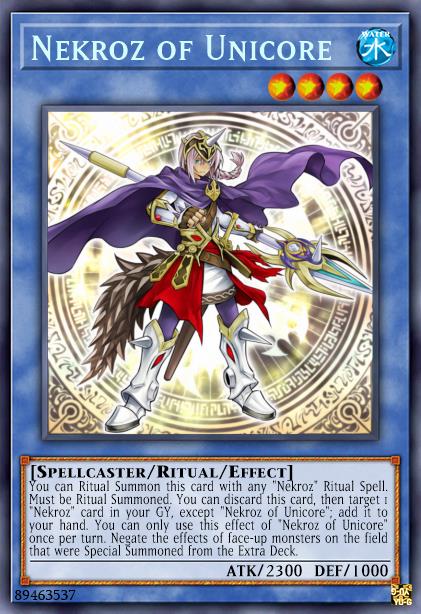 NEKROZ OF UNICORE
WATER
水
[SPELLCASTER/RITUAL/EFFECT]
You can Ritual Summon this card with any "Nekroz" Ritual Spell.
Must be Ritual Summoned. You can discard this card, then target 1
"Nekroz" card in your GY, except "Nekroz of Unicore"; add it to
your hand. You can only use this effect of "Nekroz of Unicore"
once per turn. Negate the effects of face-up monsters on the field
that were Special Summoned from the Extra Deck.
ATK/2300 DEF/1000
89463537